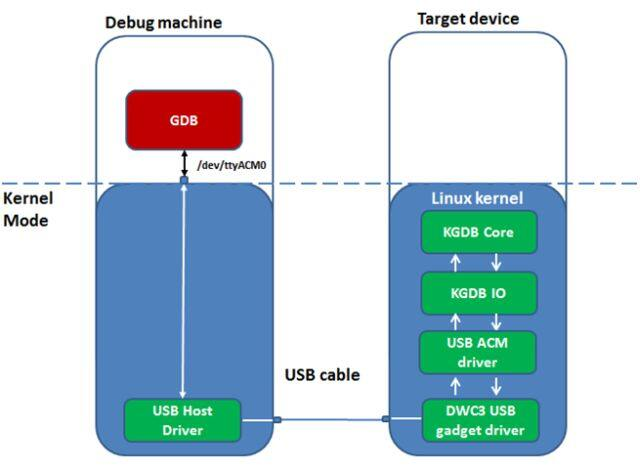 Debug machine
Target device
GDB
/dev/ttyACM0
Kernel
Mode
Linux kernel
KGDB Core
KGDB IO
USB ACM
driver
USB cable
USB Host
Driver
DWC3 USB
gadget driver